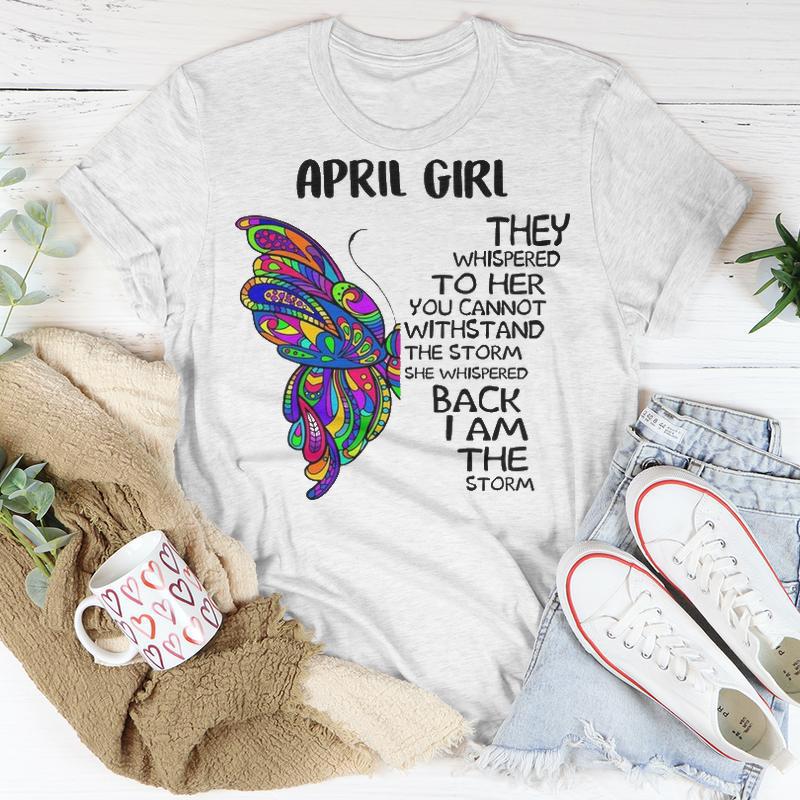 APRIL GIRL
THEY
WHISPERED
TO HER
YOU CANNOT
WITHSTAND
THE STORM
SHE WHISPERED
BACK
I AM
THE
STORM